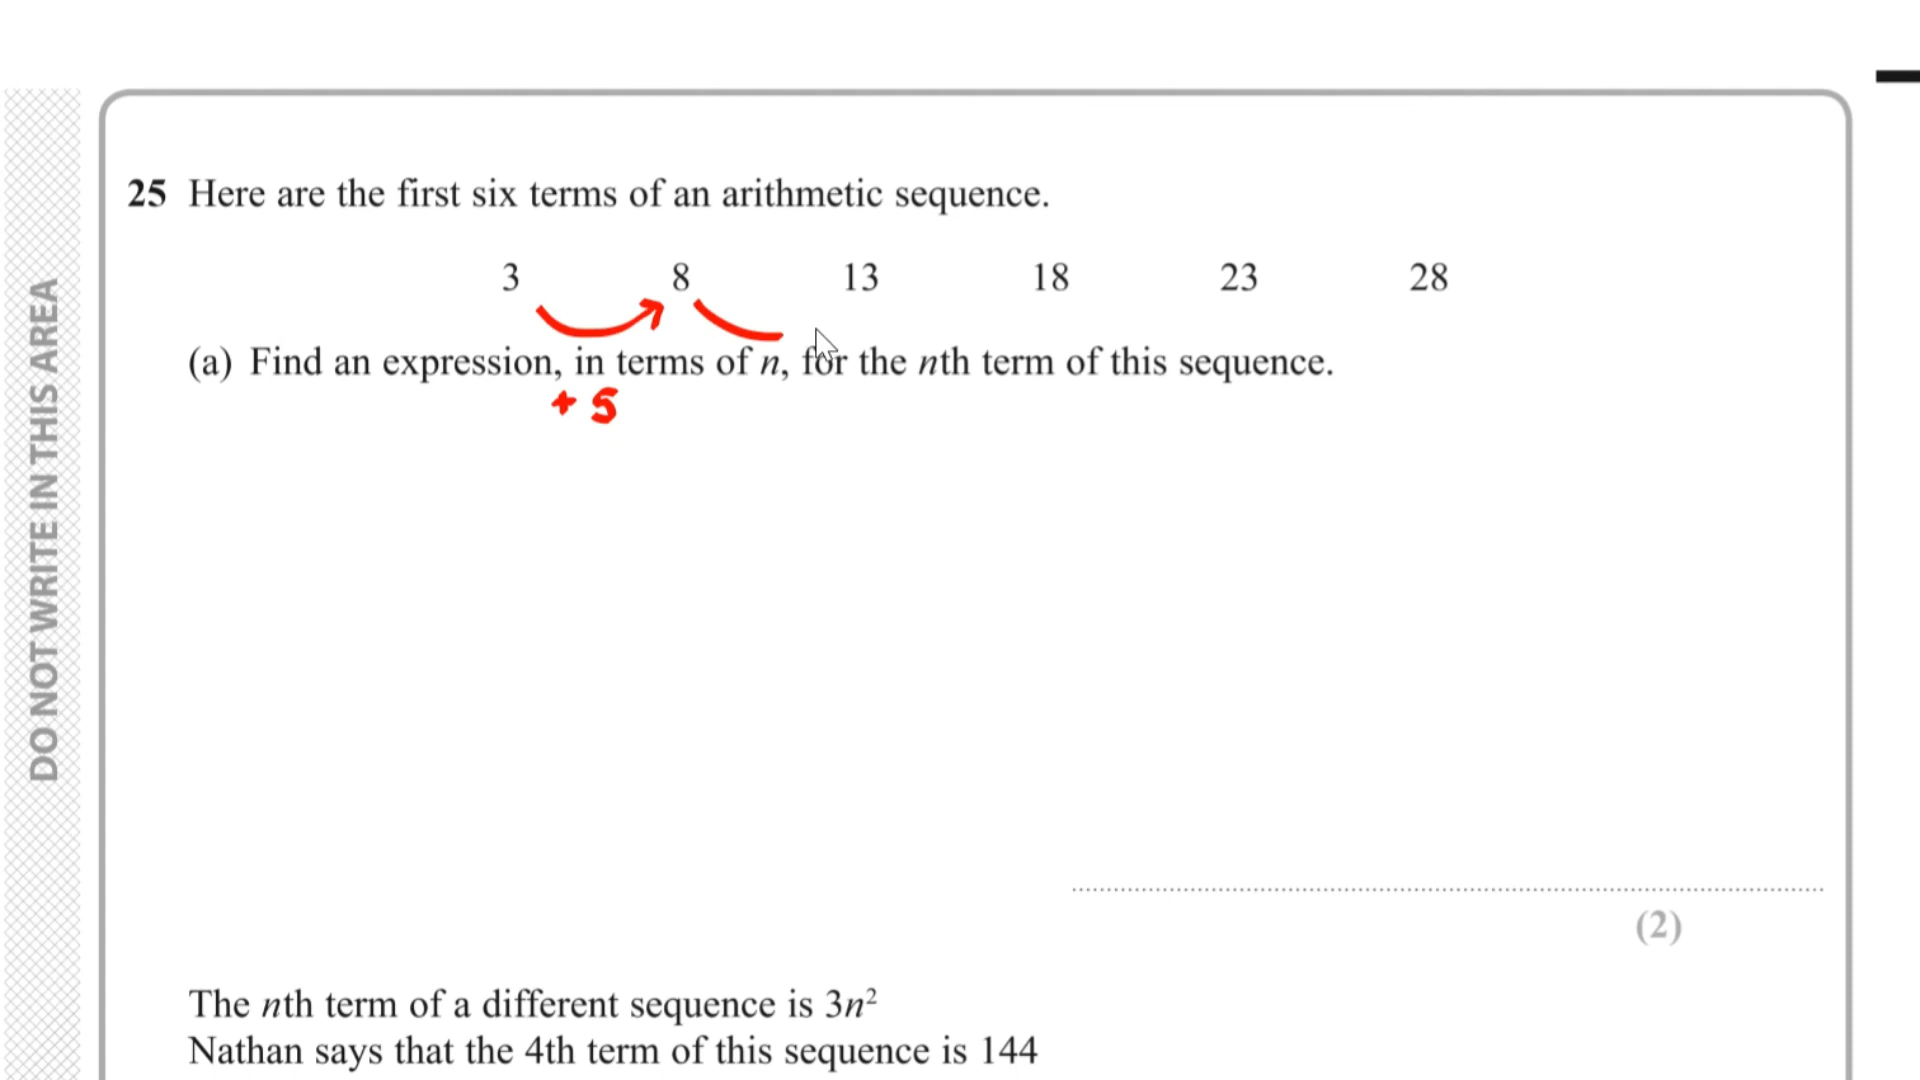 25 Here are the first six terms of an arithmetic sequence.
3 8 13 18 23 28
(a) Find an expression, in terms of n, for the nth term of this sequence.
+ 5
(2)
The nth term of a different sequence is 3n²
Nathan says that the 4th term of this sequence is 144
DO NOT WRITE IN THIS AREA